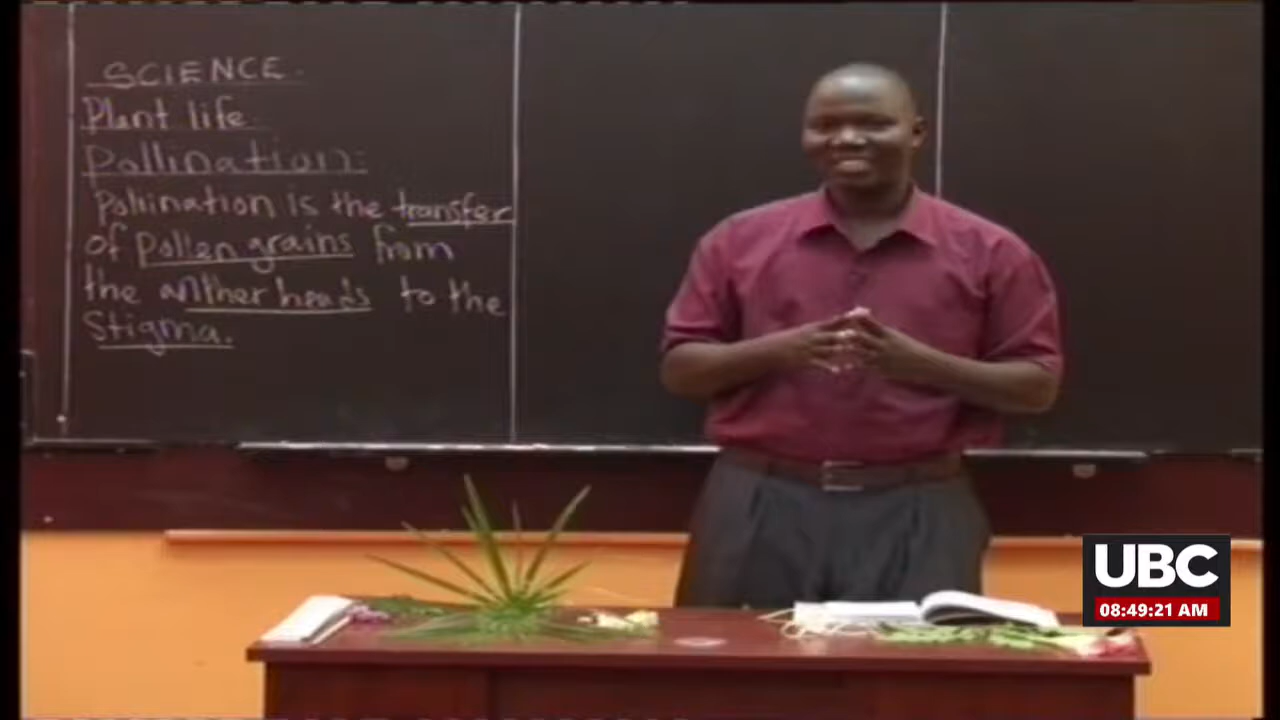 SCIENCE.
Plant life.
Pollination:
Pollination is the transfer
of pollen grains from
the anther heads to the
Stigma.
UBC
08:49:21 AM